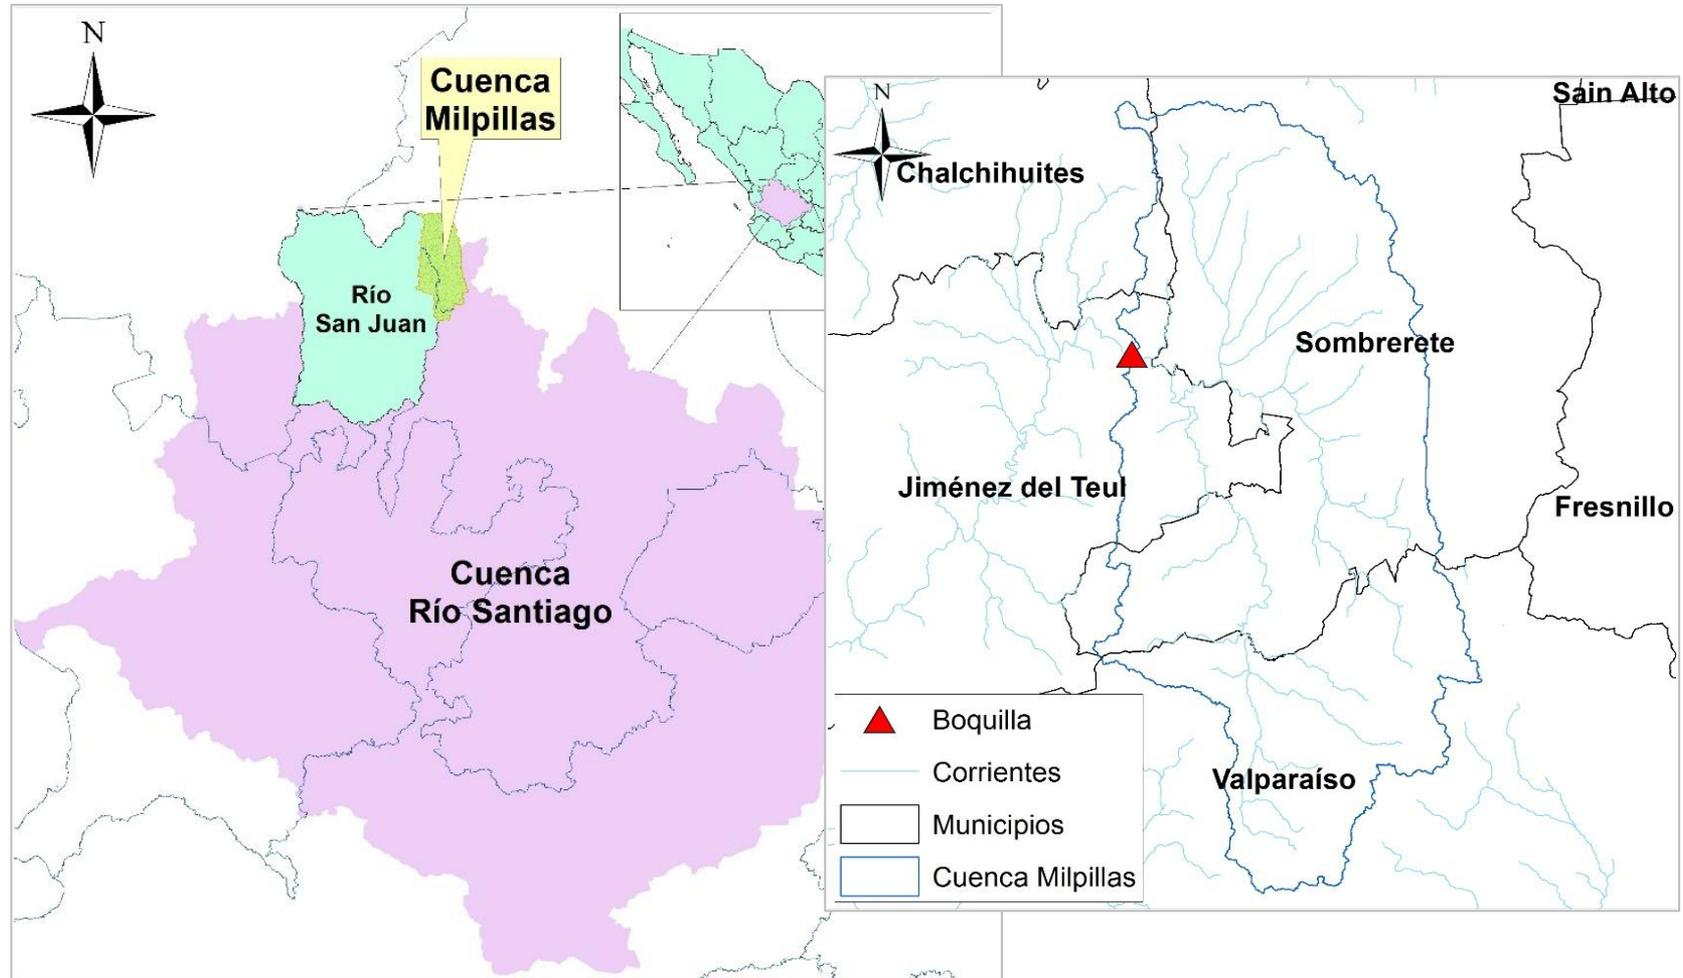 N
Cuenca
Milpillas
Río
San Juan
Cuenca
Río Santiago
N
Sain Alto
Chalchihuites
Sombrerete
Jiménez del Teul
Fresnillo
Valparaíso
Boquilla
Corrientes
Municipios
Cuenca Milpillas